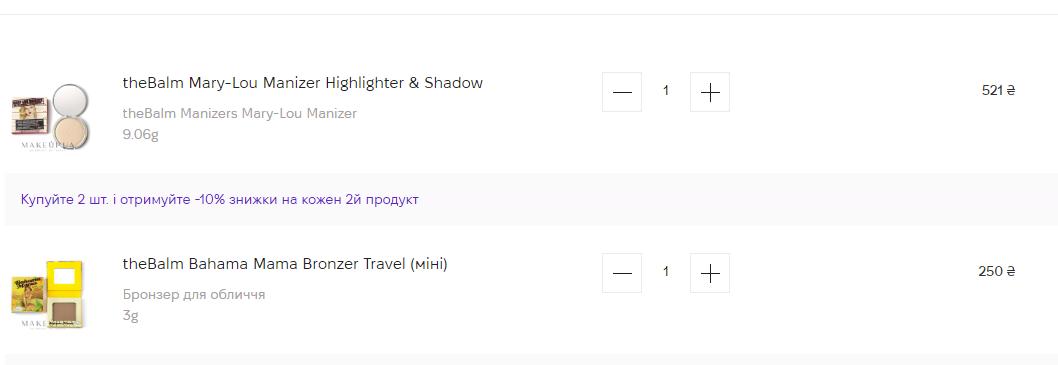 theBalm Mary-Lou Manizer Highlighter & Shadow
1
521 ₴
theBalm Manizers Mary-Lou Manizer
9.06g
MAKEUP.UA
Купуйте 2 шт. і отримуйте -10% знижки на кожен 2й продукт
theBalm Bahama Mama Bronzer Travel (міні)
1
250 ₴
Бронзер для обличчя
3g